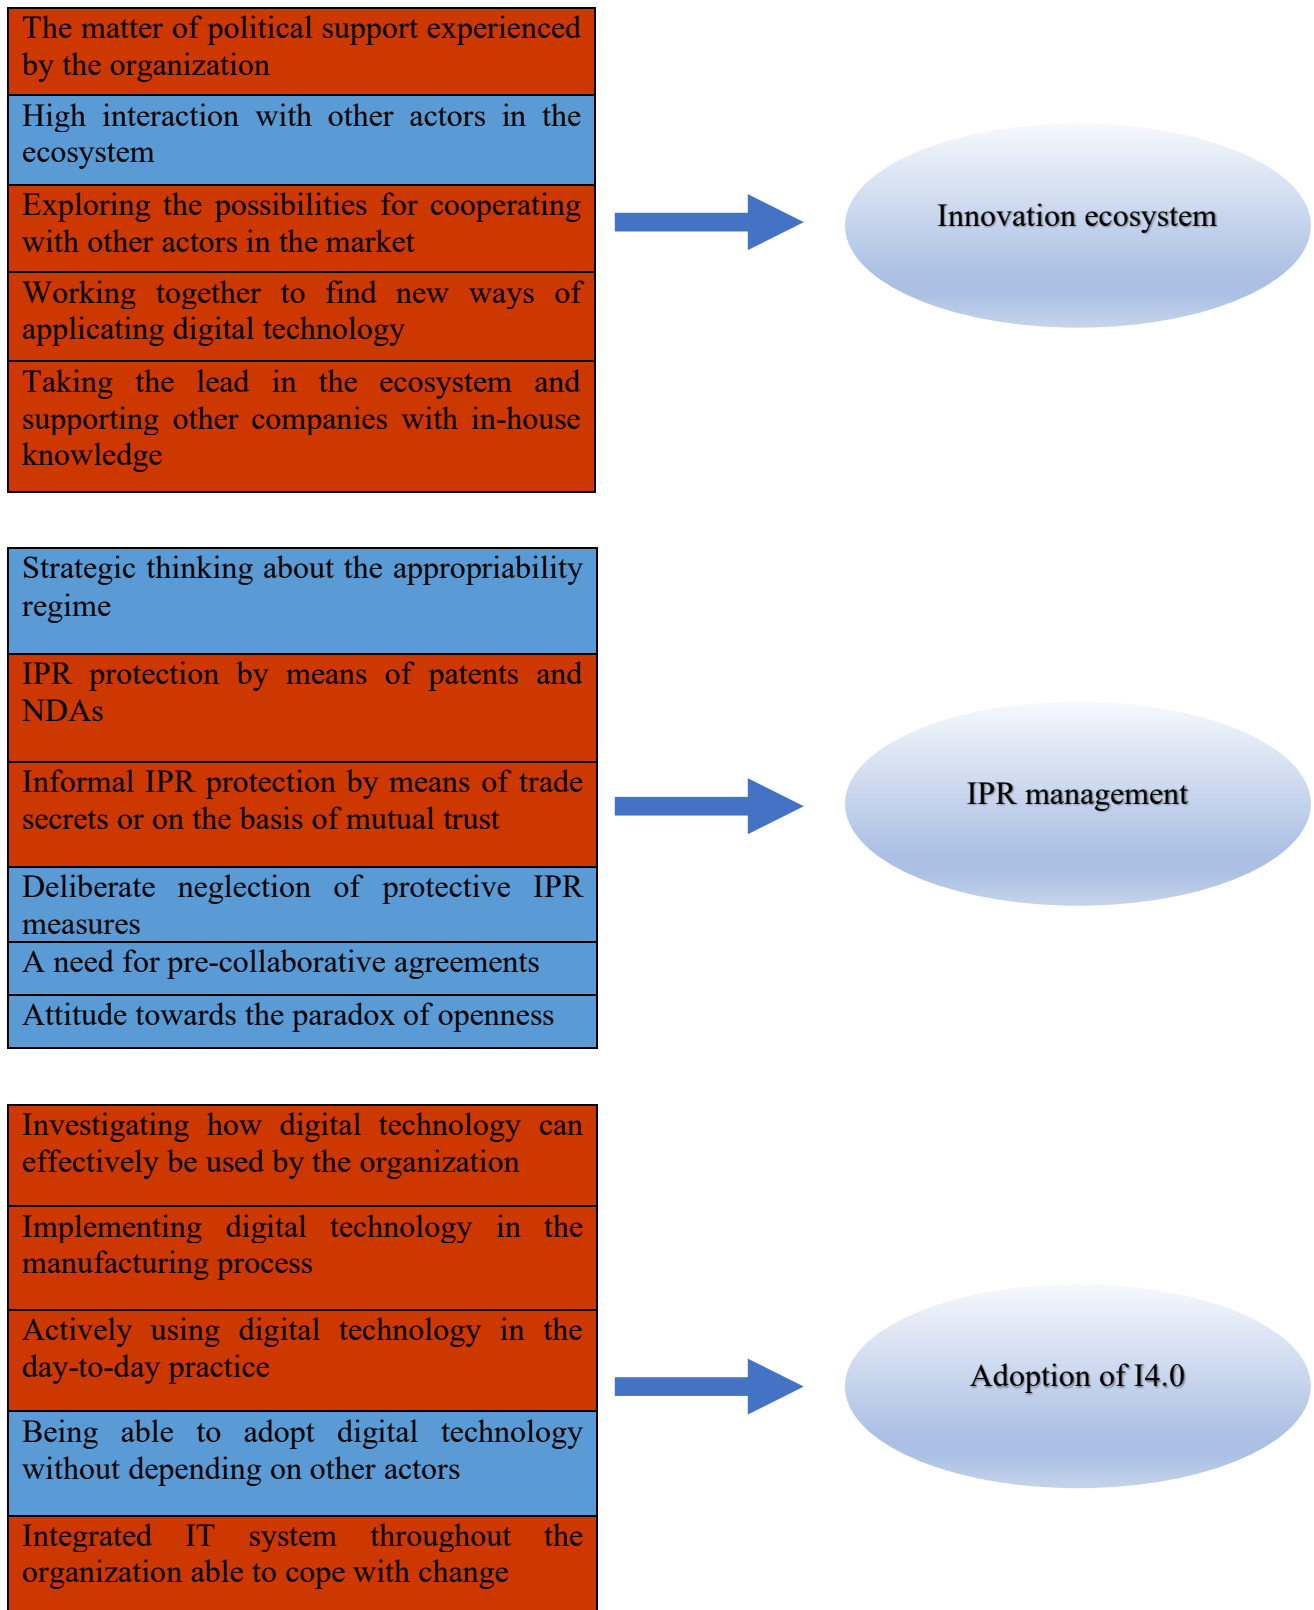 The matter of political support experienced
by the organization
High interaction with other actors in the
ecosystem
Exploring the possibilities for cooperating
with other actors in the market
Working together to find new ways of
applicating digital technology
Taking the lead in the ecosystem and
supporting other companies with in-house
knowledge
Innovation ecosystem
Strategic thinking about the appropriability
regime
IPR protection by means of patents and
NDAs
Informal IPR protection by means of trade
secrets or on the basis of mutual trust
Deliberate neglection of protective IPR
measures
A need for pre-collaborative agreements
Attitude towards the paradox of openness
IPR management
Investigating how digital technology can
effectively be used by the organization
Implementing digital technology in the
manufacturing process
Actively using digital technology in the
day-to-day practice
Being able to adopt digital technology
without depending on other actors
Integrated IT system throughout the
organization able to cope with change
Adoption of I4.0